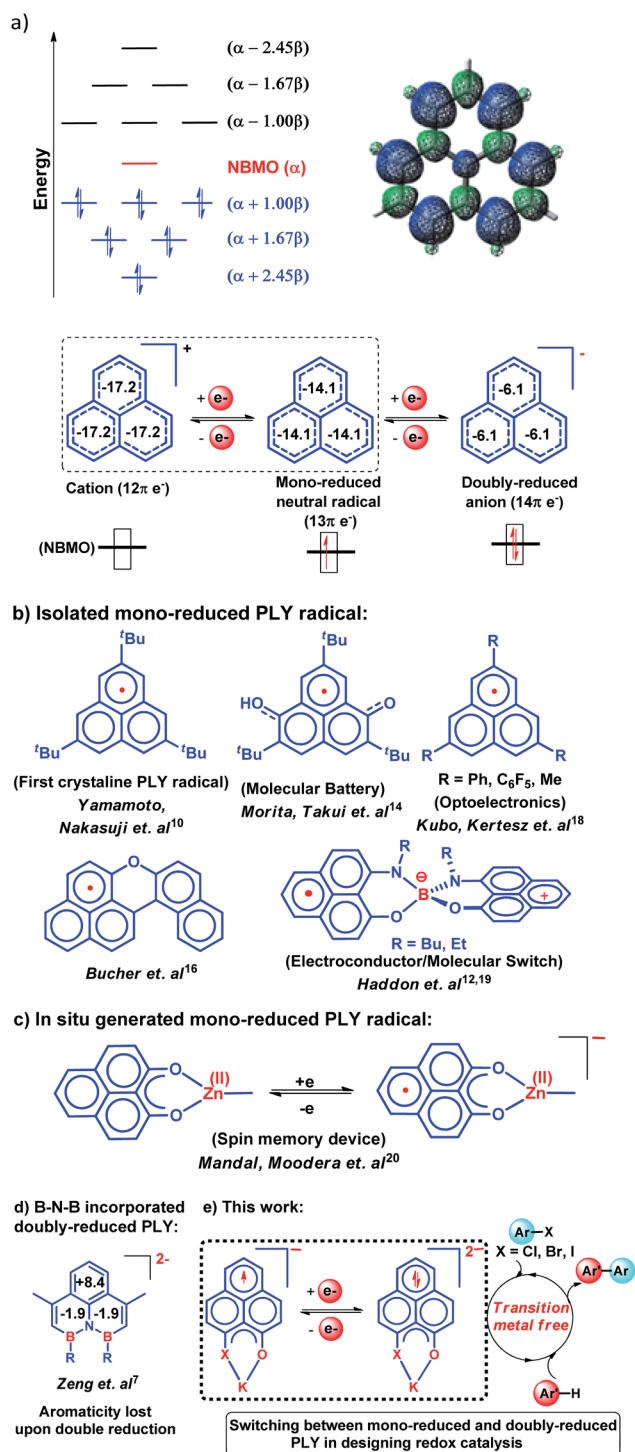 a)
Energy
(α – 2.45β)
(α – 1.67β)
(α – 1.00β)
NBMO (α)
(α + 1.00β)
(α + 1.67β)
(α + 2.45β)
+
-17.2
-17.2 -17.2
+ e-
- e-
-14.1
-14.1 -14.1
+ e-
- e-
-
-6.1
-6.1 -6.1
Cation (12π e-)
Mono-reduced
neutral radical
(13π e-)
Doubly-reduced
anion (14π e-)
(NBMO)
b) Isolated mono-reduced PLY radical:
tBu
tBu tBu
(First crystaline PLY radical)
Yamamoto,
Nakasuji et. al10
tBu
HO O
tBu tBu
(Molecular Battery)
Morita, Takui et. al14
R
R R
R = Ph, C6F5, Me
(Optoelectronics)
Kubo, Kertesz et. al18
O
Bucher et. al16
R R
N N
B ⊖
O O
+
R = Bu, Et
(Electroconductor/Molecular Switch)
Haddon et. al12,19
c) In situ generated mono-reduced PLY radical:
O
(II)
Zn
O
+e
-e
O
(II)
Zn
O
–
(Spin memory device)
Mandal, Moodera et. al20
d) B-N-B incorporated
doubly-reduced PLY:
2-
+8.4
-1.9 -1.9
N
B B
R R
Zeng et. al7
Aromaticity lost
upon double reduction
e) This work:
–
X O
K
+ e-
- e-
2–
X O
K
Ar–X
X = Cl, Br, I
Ar'–Ar
Transition
metal free
Ar'–H
Switching between mono-reduced and doubly-reduced
PLY in designing redox catalysis